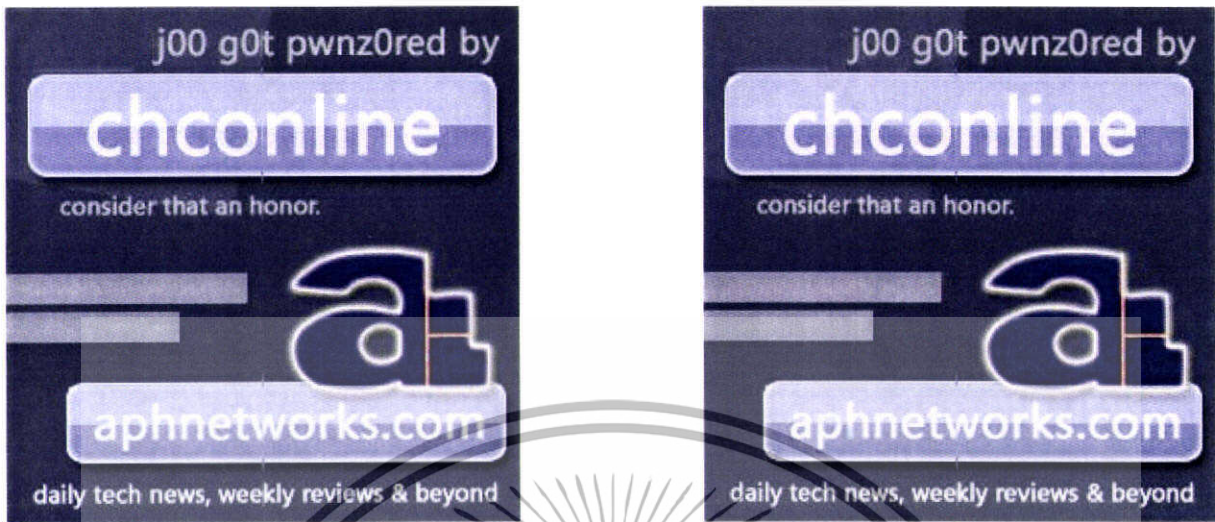 j00 g0t pwnz0red by
chconline
consider that an honor.
aphnetworks.com
daily tech news, weekly reviews & beyond
j00 g0t pwnz0red by
chconline
consider that an honor.
aphnetworks.com
daily tech news, weekly reviews & beyond